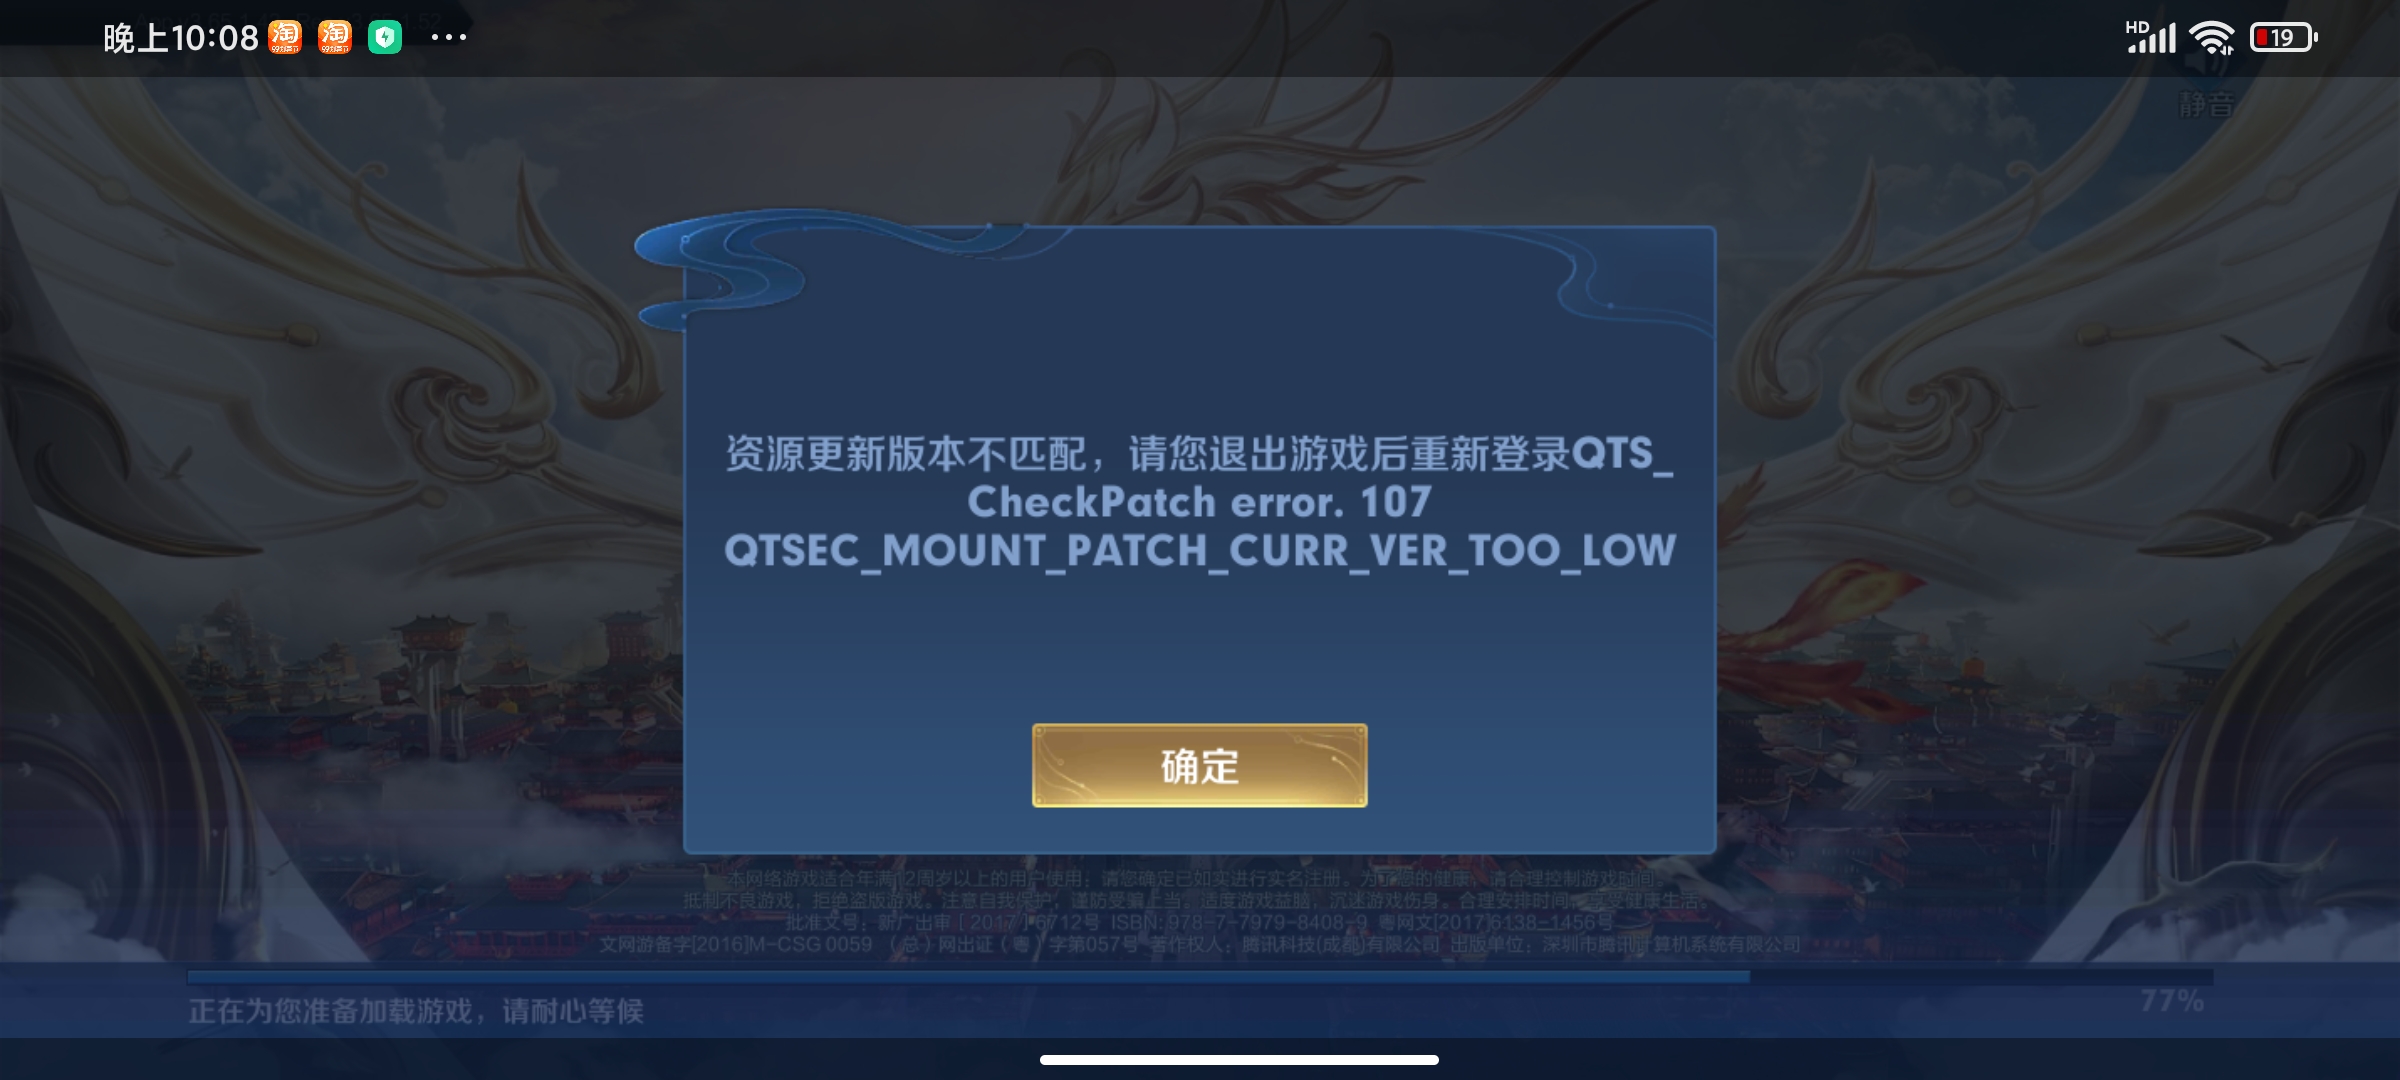 晚上10:08
HD
19
静音
资源更新版本不匹配，请您退出游戏后重新登录QTS_
CheckPatch error. 107
QTSEC_MOUNT_PATCH_CURR_VER_TOO_LOW
确定
本网络游戏适合年满12周岁以上的用户使用；请您确定已如实进行实名注册。为了您的健康，请合理控制游戏时间。
抵制不良游戏，拒绝盗版游戏。注意自我保护，谨防受骗上当。适度游戏益脑，沉迷游戏伤身。合理安排时间，享受健康生活。
批准文号：新广出审［2017］6712号 ISBN: 978-7-7979-8408-9 粤网文[2017]6138-1456号
文网游备字[2016]M-CSG 0059 （总）网出证（粤）字第057号 著作权人：腾讯科技(成都)有限公司 出版单位：深圳市腾讯计算机系统有限公司
正在为您准备加载游戏，请耐心等候
77%